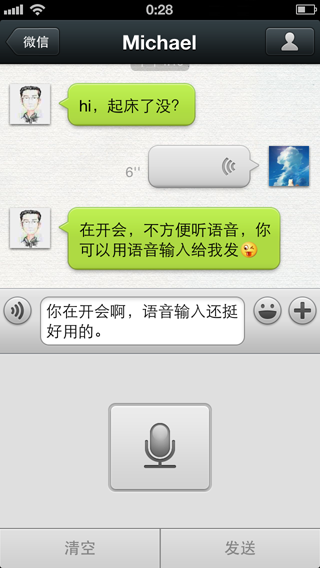 0:28
微信
Michael
hi，起床了没？
6''
在开会，不方便听语音，你
可以用语音输入给我发
你在开会啊，语音输入还挺
好用的。
清空
发送